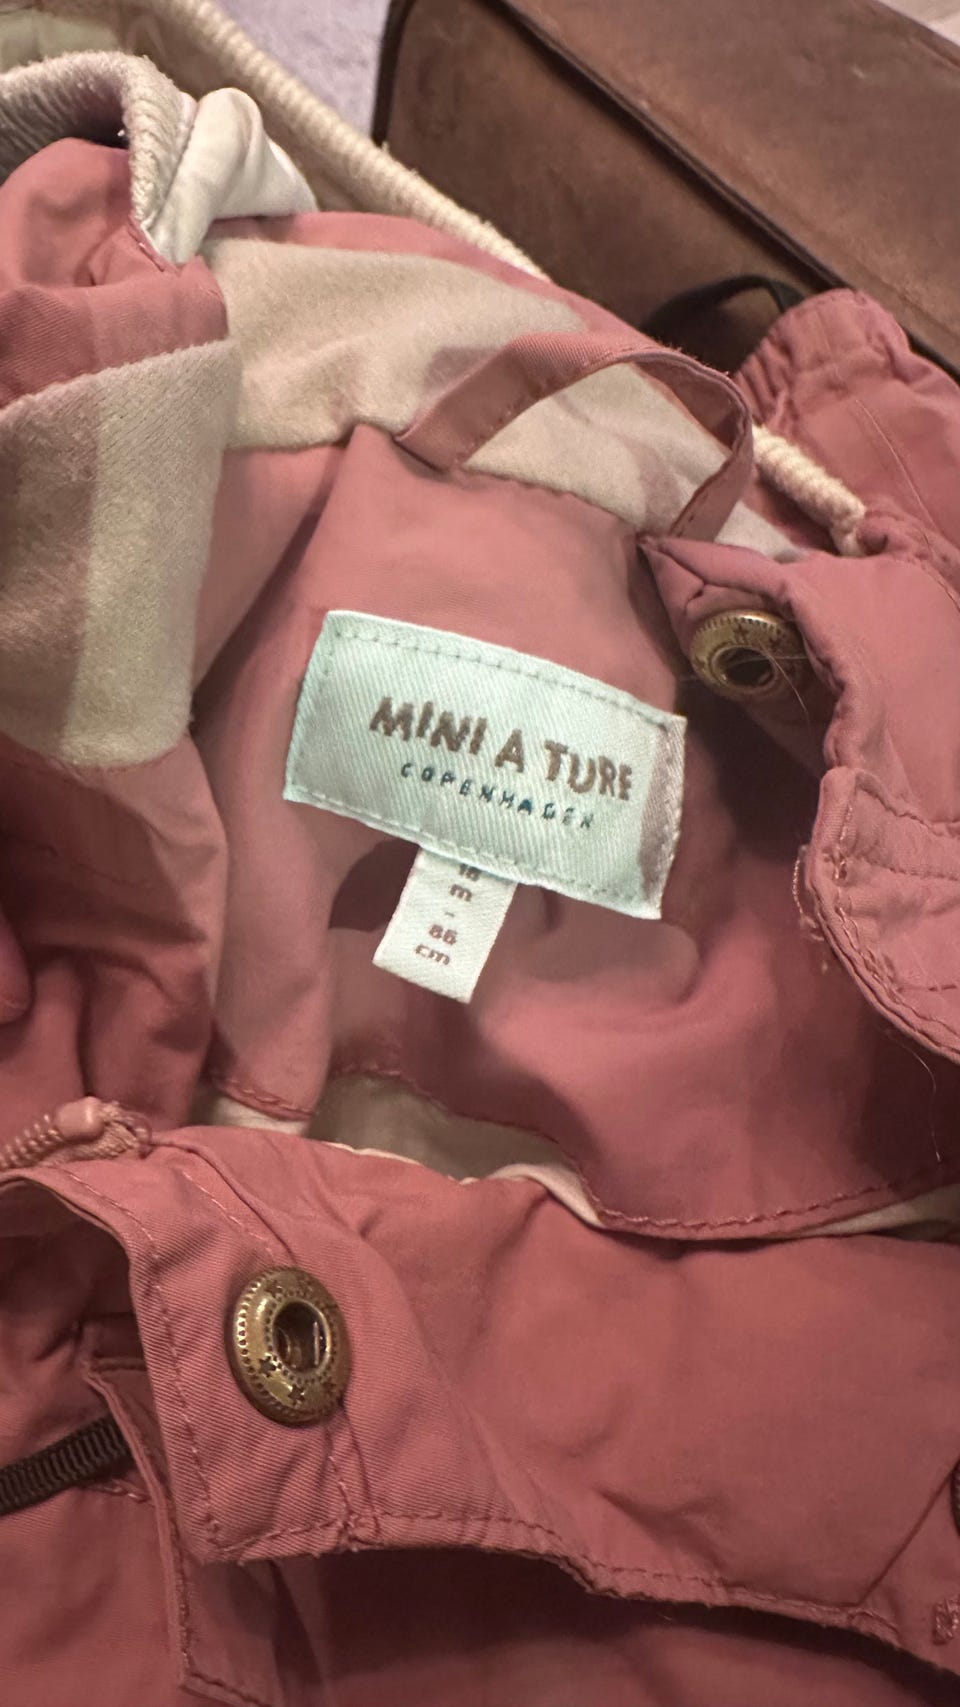 MINI A TURE
COPENHAGEN
18
m
-
86
cm